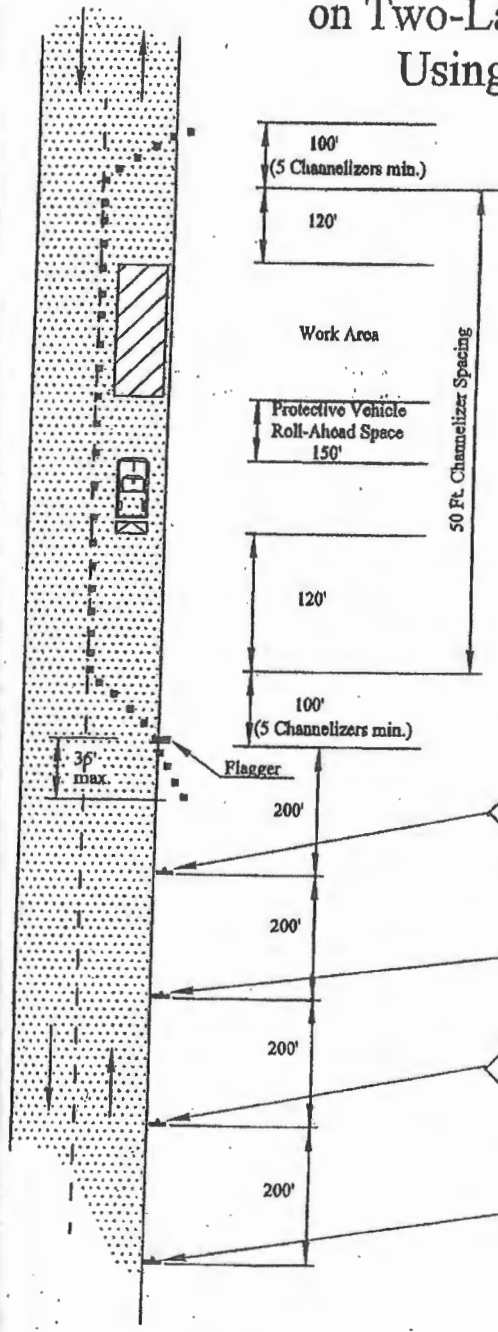 on Two-La
Using
100'
(5 Channelizers min.)
120'
Work Area
Protective Vehicle
Roll-Ahead Space
150'
50 Ft. Channelizer Spacing
120'
100'
(5 Channelizers min.)
36'
max.
Flagger
200'
200'
200'
200'